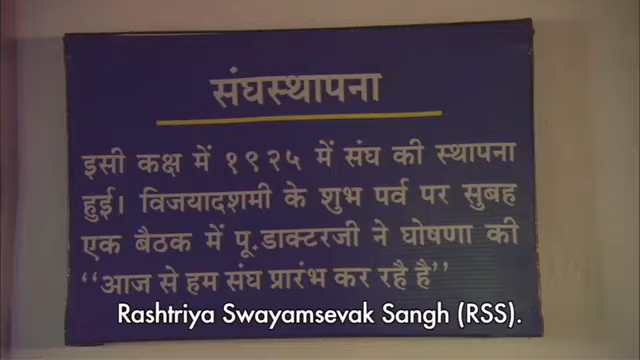 संघस्थापना
इसी कक्ष में १९२५ में संघ की स्थापना
हुई। विजयादशमी के शुभ पर्व पर सुबह
एक बैठक में पू.डाक्टरजी ने घोषणा की
‘‘आज से हम संघ प्रारंभ कर रहै है’’
Rashtriya Swayamsevak Sangh (RSS).